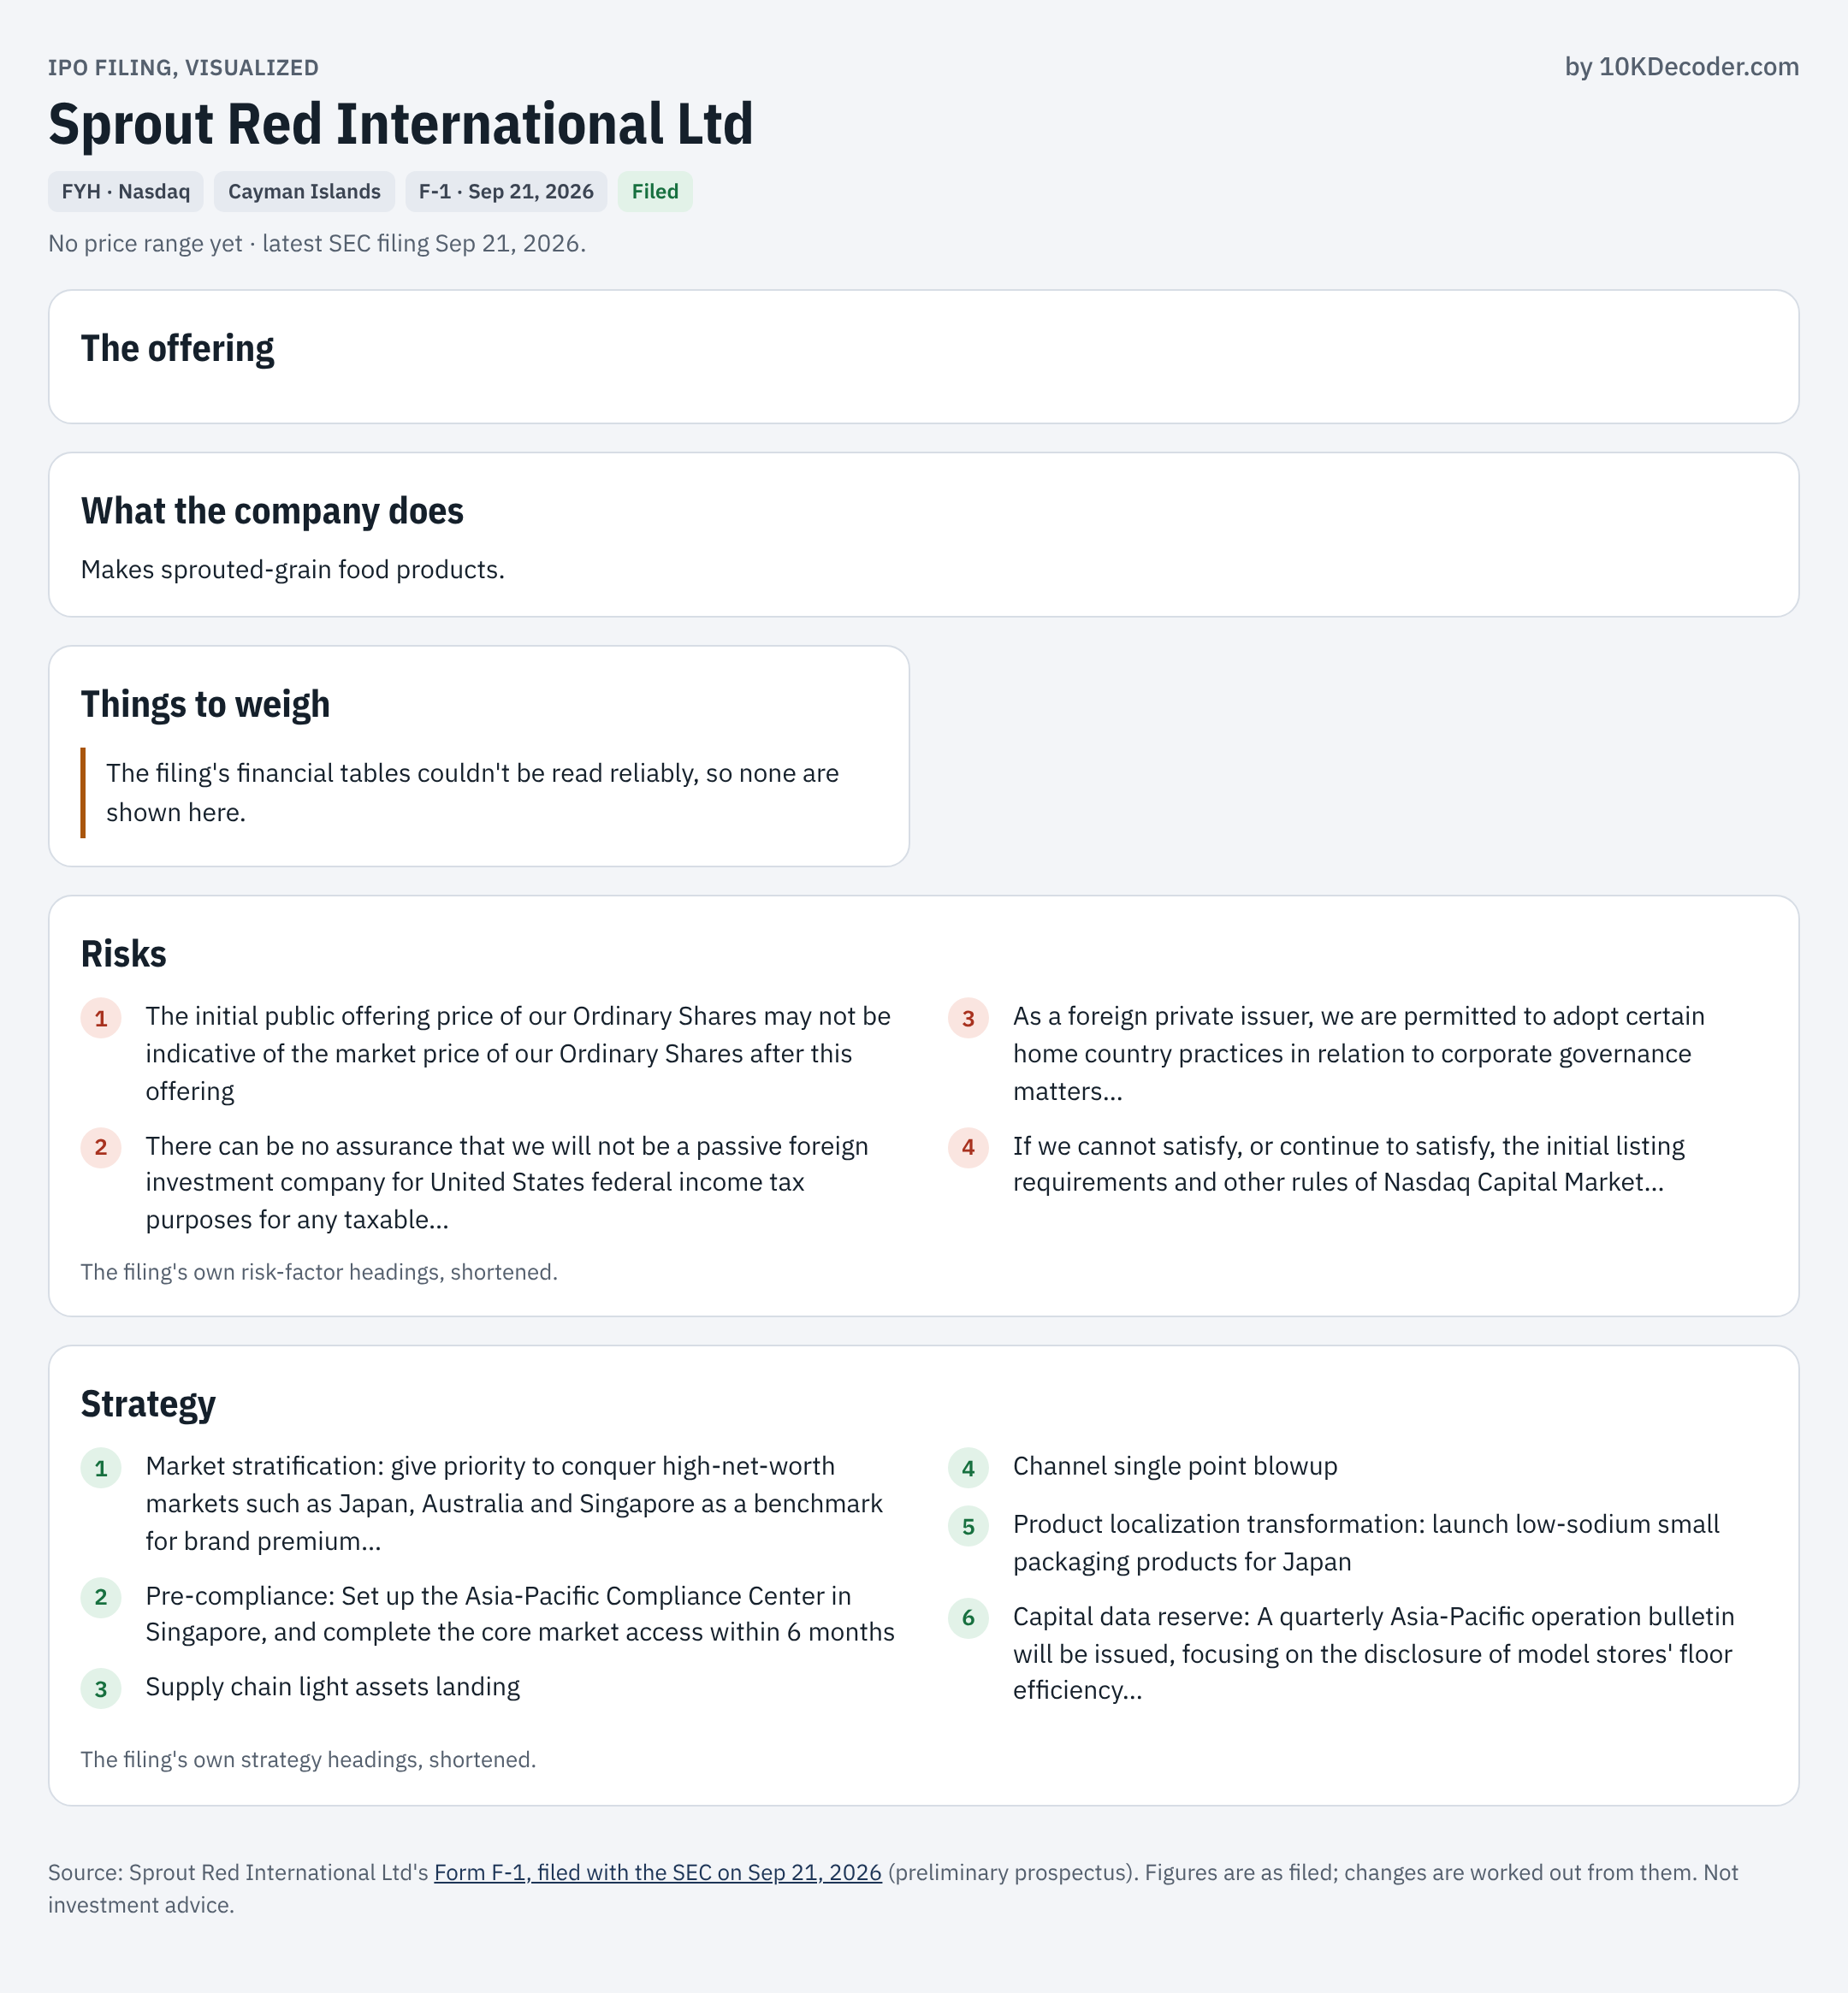 IPO FILING, VISUALIZED
by 10KDecoder.com
Sprout Red International Ltd
FYH · Nasdaq
Cayman Islands
F-1 · Sep 21, 2026
Filed
No price range yet · latest SEC filing Sep 21, 2026.
The offering
What the company does
Makes sprouted-grain food products.
Things to weigh
The filing's financial tables couldn't be read reliably, so none are
shown here.
Risks
1
The initial public offering price of our Ordinary Shares may not be
indicative of the market price of our Ordinary Shares after this
offering
2
There can be no assurance that we will not be a passive foreign
investment company for United States federal income tax
purposes for any taxable...
3
As a foreign private issuer, we are permitted to adopt certain
home country practices in relation to corporate governance
matters...
4
If we cannot satisfy, or continue to satisfy, the initial listing
requirements and other rules of Nasdaq Capital Market...
The filing's own risk-factor headings, shortened.
Strategy
1
Market stratification: give priority to conquer high-net-worth
markets such as Japan, Australia and Singapore as a benchmark
for brand premium...
2
Pre-compliance: Set up the Asia-Pacific Compliance Center in
Singapore, and complete the core market access within 6 months
3
Supply chain light assets landing
4
Channel single point blowup
5
Product localization transformation: launch low-sodium small
packaging products for Japan
6
Capital data reserve: A quarterly Asia-Pacific operation bulletin
will be issued, focusing on the disclosure of model stores' floor
efficiency...
The filing's own strategy headings, shortened.
Source: Sprout Red International Ltd's Form F-1, filed with the SEC on Sep 21, 2026 (preliminary prospectus). Figures are as filed; changes are worked out from them. Not
investment advice.